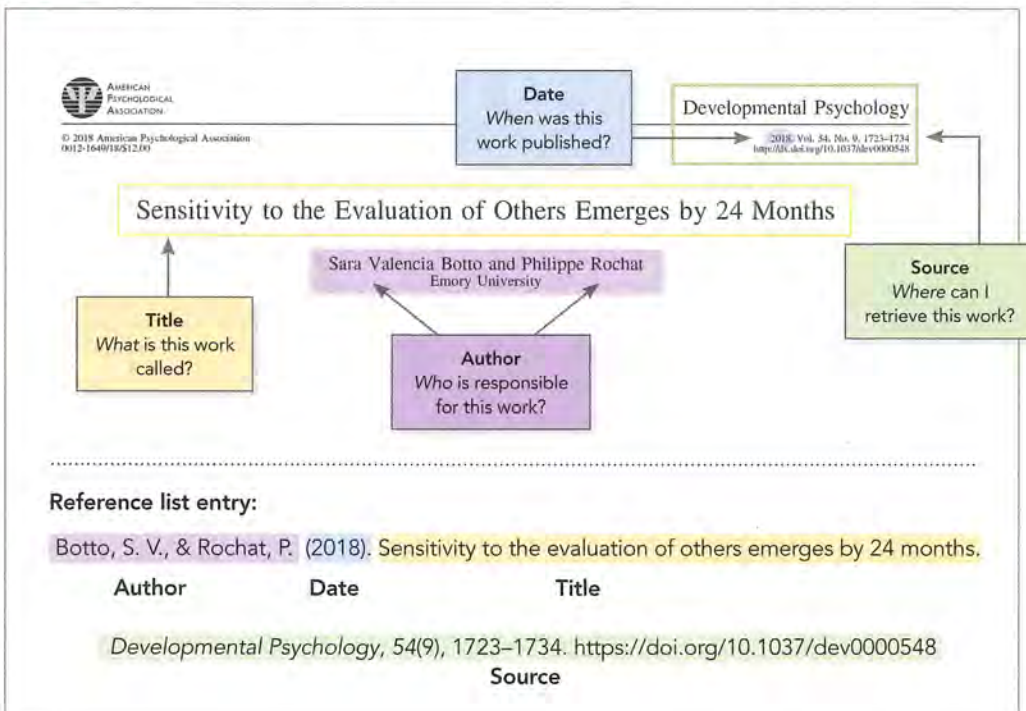 AMERICAN
PSYCHOLOGICAL
ASSOCIATION
© 2018 American Psychological Association
0012-1649/18/$12.00
Date
When was this
work published?
Developmental Psychology
2018, Vol. 54, No. 9, 1723–1734
http://dx.doi.org/10.1037/dev0000548
Sensitivity to the Evaluation of Others Emerges by 24 Months
Sara Valencia Botto and Philippe Rochat
Emory University
Title
What is this work
called?
Author
Who is responsible
for this work?
Source
Where can I
retrieve this work?
Reference list entry:
Botto, S. V., & Rochat, P. (2018). Sensitivity to the evaluation of others emerges by 24 months.
Author Date Title
Developmental Psychology, 54(9), 1723–1734. https://doi.org/10.1037/dev0000548
Source